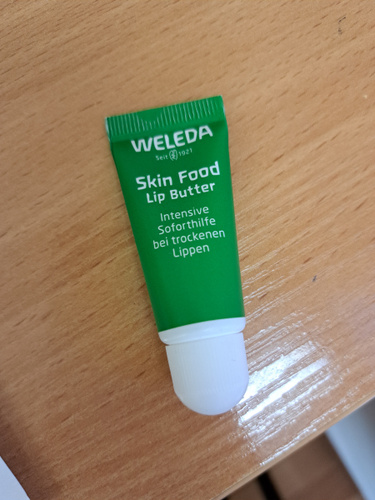 WELEDA
Seit 1921
Skin Food
Lip Butter
Intensive
Soforthilfe
bei trockenen
Lippen